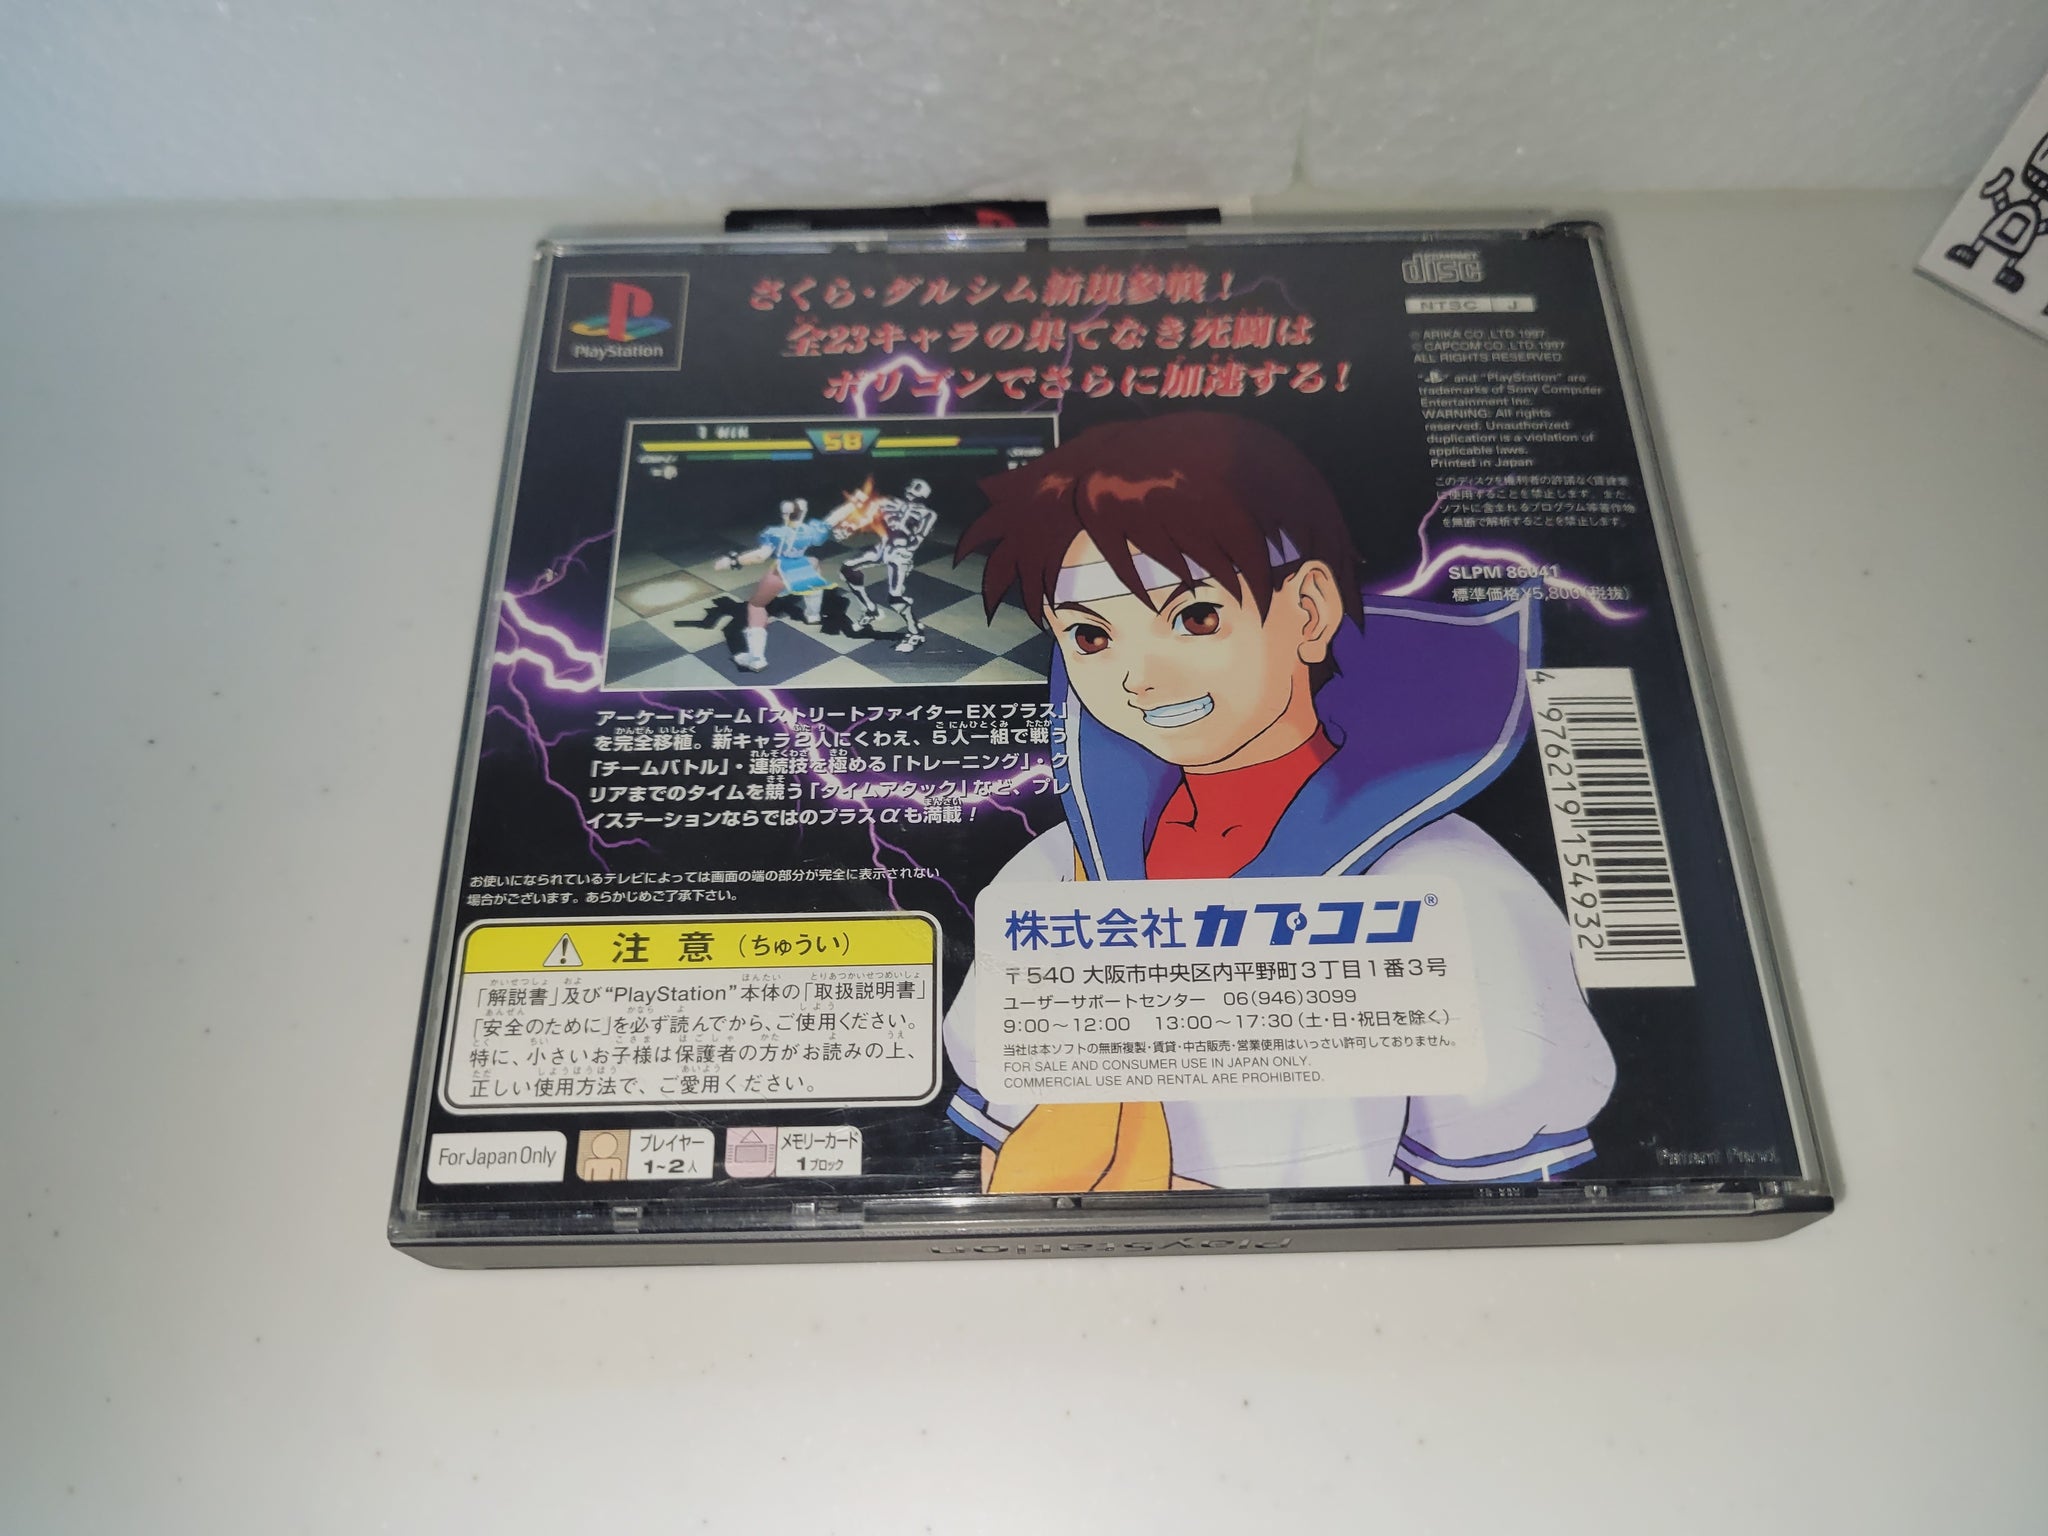 PlayStation
さくら・ダルシム新規参戦!
全23キャラの果てなき死闘は
ポリゴンでさらに加速する!
COMPACT
disc
NTSC J
© ARIKA CO.,LTD.1997
© CAPCOM CO.,LTD.1997
ALL RIGHTS RESERVED.
" " and "PlayStation" are
trademarks of Sony Computer
Entertainment Inc.
WARNING: All rights
reserved. Unauthorized
duplication is a violation of
applicable laws.
Printed in Japan
このディスクを権利者の許諾なく賃貸業
に使用することを禁止します。また、
ソフトに含まれるプログラム等著作物
を無断で解析することを禁止します。
SLPM 86041
標準価格¥5,800(税抜)
WIN
58
アーケードゲーム「ストリートファイターEXプラス」
を完全移植。新キャラ2人にくわえ、5人一組で戦う
「チームバトル」・連続技を極める「トレーニング」・ク
リアまでのタイムを競う「タイムアタック」など、プレ
イステーションならではのプラスαも満載!
4 976219 154932
お使いになられているテレビによっては画面の端の部分が完全に表示されない
場合がございます。あらかじめご了承下さい。
注意(ちゅうい)
「解説書」及び"PlayStation"本体の「取扱説明書」
「安全のために」を必ず読んでから、ご使用ください。
特に、小さいお子様は保護者の方がお読みの上、
正しい使用方法で、ご愛用ください。
株式会社カプコン®
〒540 大阪市中央区内平野町3丁目1番3号
ユーザーサポートセンター 06(946)3099
9:00〜12:00 13:00〜17:30(土・日・祝日を除く)
当社は本ソフトの無断複製・賃貸・中古販売・営業使用はいっさい許可しておりません。
FOR SALE AND CONSUMER USE IN JAPAN ONLY.
COMMERCIAL USE AND RENTAL ARE PROHIBITED.
For Japan Only
プレイヤー
1~2人
メモリーカード
1ブロック
Patent Pend
PlayStation